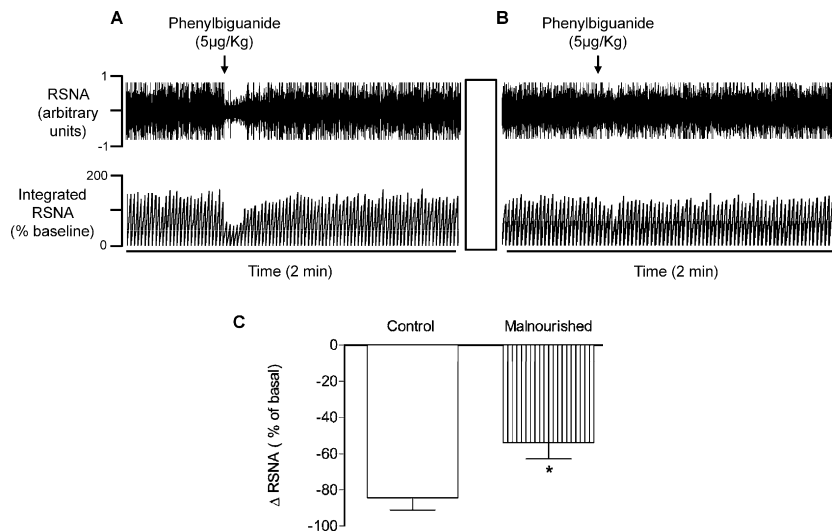 A
Phenylbiguanide
(5µg/Kg)
B
Phenylbiguanide
(5µg/Kg)
RSNA
(arbitrary
units)
1
-1
Integrated
RSNA
(% baseline)
200
0
Time (2 min)
Time (2 min)
C
Control
Malnourished
Δ RSNA ( % of basal)
0
-20
-40
-60
-80
-100
*